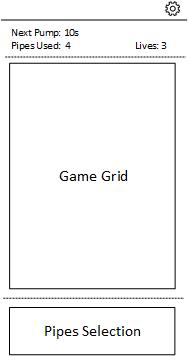 Next Pump: 10s
Pipes Used: 4 Lives: 3
Game Grid
Pipes Selection